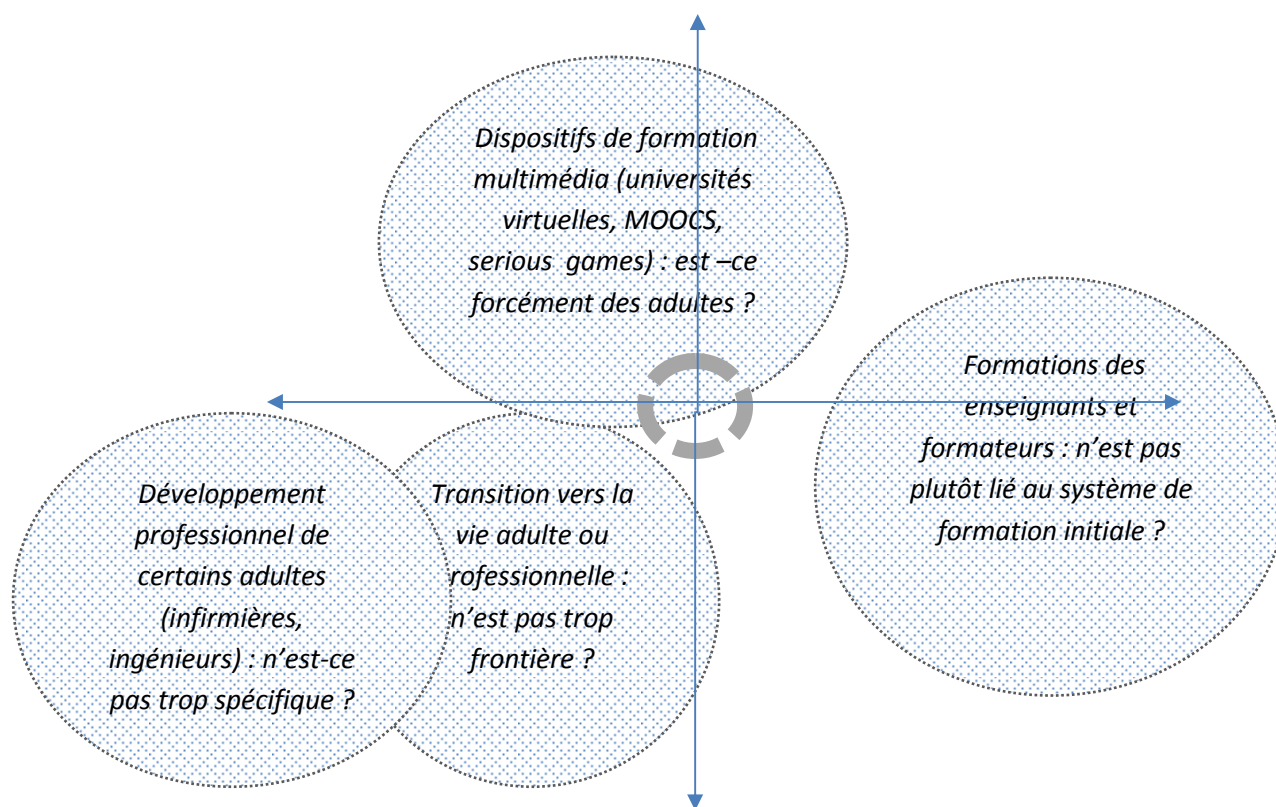 Dispositifs de formation
multimédia (universités
virtuelles, MOOCS,
serious games) : est –ce
forcément des adultes ?
Formations des
enseignants et
formateurs : n’est pas
plutôt lié au système de
formation initiale ?
Développement
professionnel de
certains adultes
(infirmières,
ingénieurs) : n’est-ce
pas trop spécifique ?
Transition vers la
vie adulte ou
rofessionnelle :
n’est pas trop
frontière ?